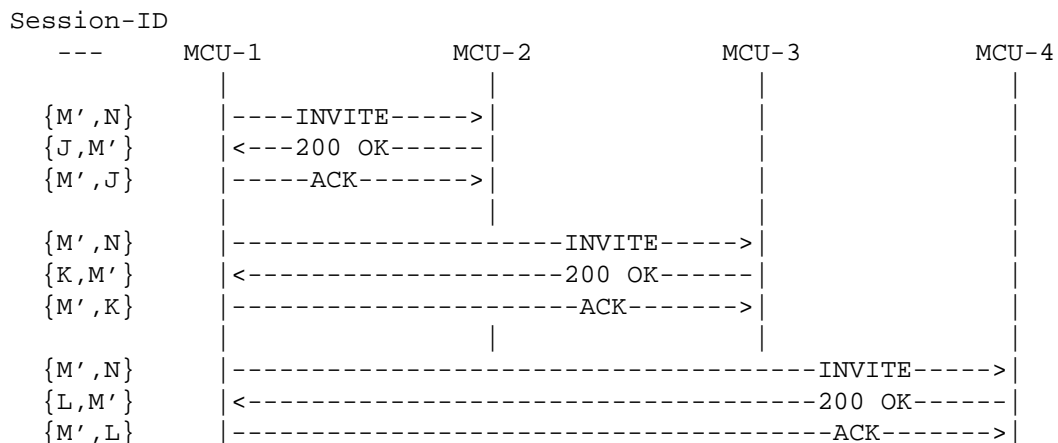 Session-ID
--- MCU-1 MCU-2 MCU-3 MCU-4
| | | |
{M',N} |----INVITE----->| | |
{J,M'} |<---200 OK------| | |
{M',J} |-----ACK------->| | |
| | | |
{M',N} |---------------------INVITE----->| |
{K,M'} |<--------------------200 OK------| |
{M',K} |----------------------ACK------->| |
| | | |
{M',N} |------------------------------------INVITE----->|
{L,M'} |<-----------------------------------200 OK------|
{M',L} |-------------------------------------ACK------->|